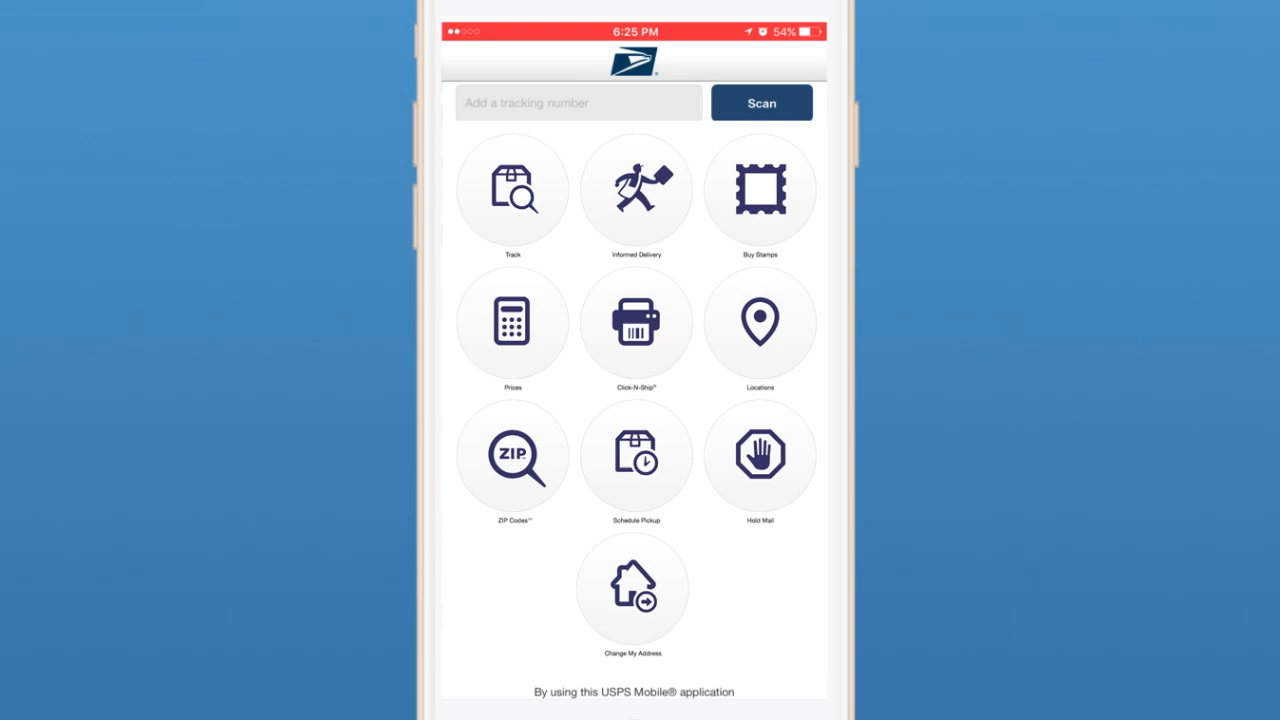 6:25 PM 54%
Add a tracking number Scan
Track Informed Delivery Buy Stamps
Prices Click-N-Ship® Locations
ZIP
ZIP Codes™ Schedule Pickup Hold Mail
Change My Address
By using this USPS Mobile® application